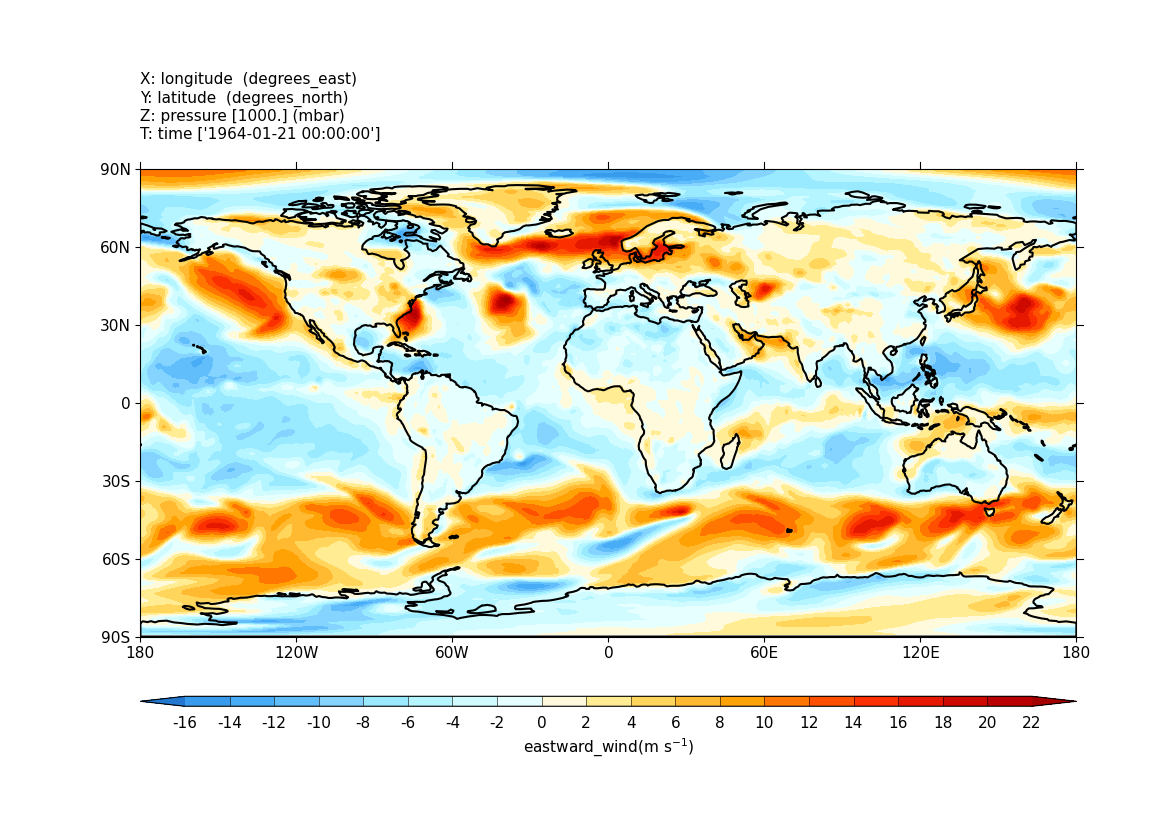 X: longitude  (degrees_east)
Y: latitude  (degrees_north)
Z: pressure [1000.] (mbar)
T: time ['1964-01-21 00:00:00']
90N
60N
30N
0
30S
60S
90S
180 120W 60W 0 60E 120E 180
-16 -14 -12 -10 -8 -6 -4 -2 0 2 4 6 8 10 12 14 16 18 20 22
eastward_wind(m s⁻¹)